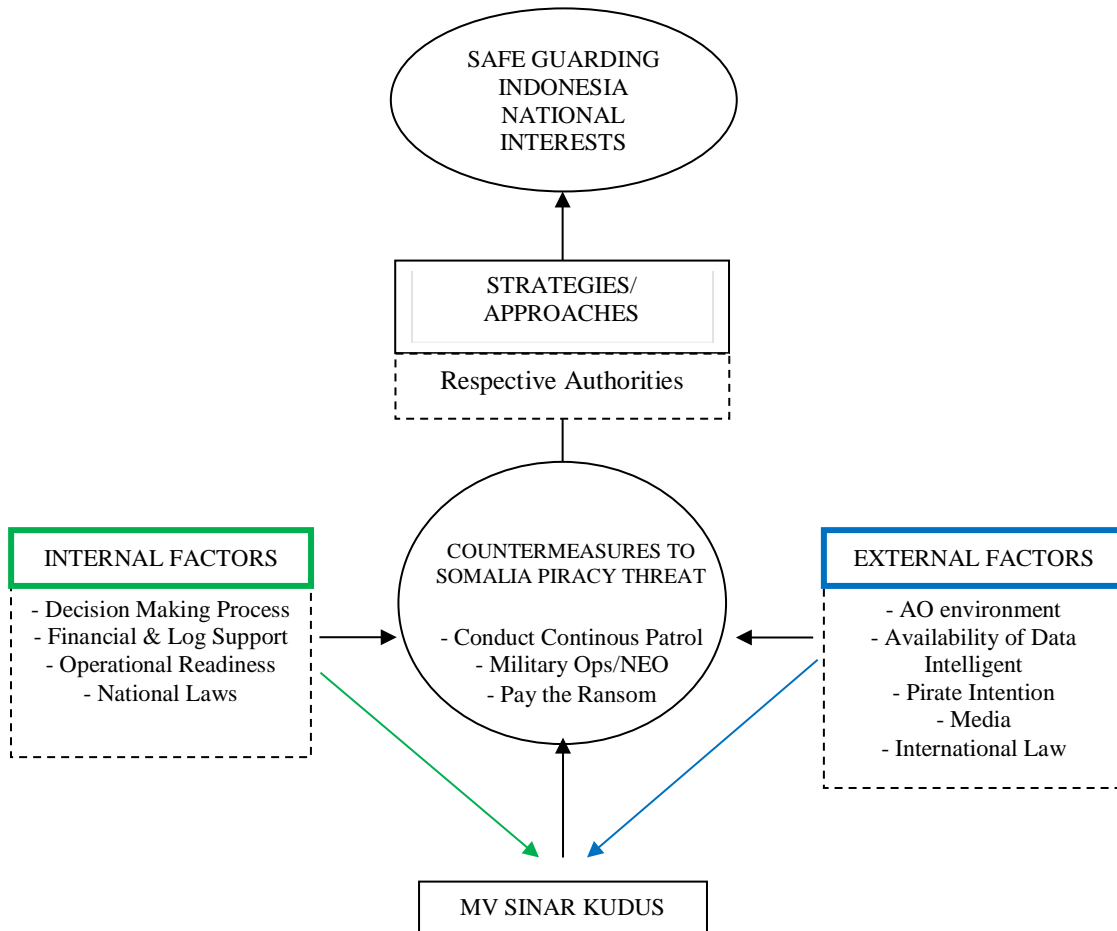 SAFE GUARDING
INDONESIA
NATIONAL
INTERESTS
STRATEGIES/
APPROACHES
Respective Authorities
INTERNAL FACTORS
- Decision Making Process
- Financial & Log Support
- Operational Readiness
- National Laws
COUNTERMEASURES TO
SOMALIA PIRACY THREAT
- Conduct Continous Patrol
- Military Ops/NEO
- Pay the Ransom
EXTERNAL FACTORS
- AO environment
- Availability of Data
Intelligent
- Pirate Intention
- Media
- International Law
MV SINAR KUDUS